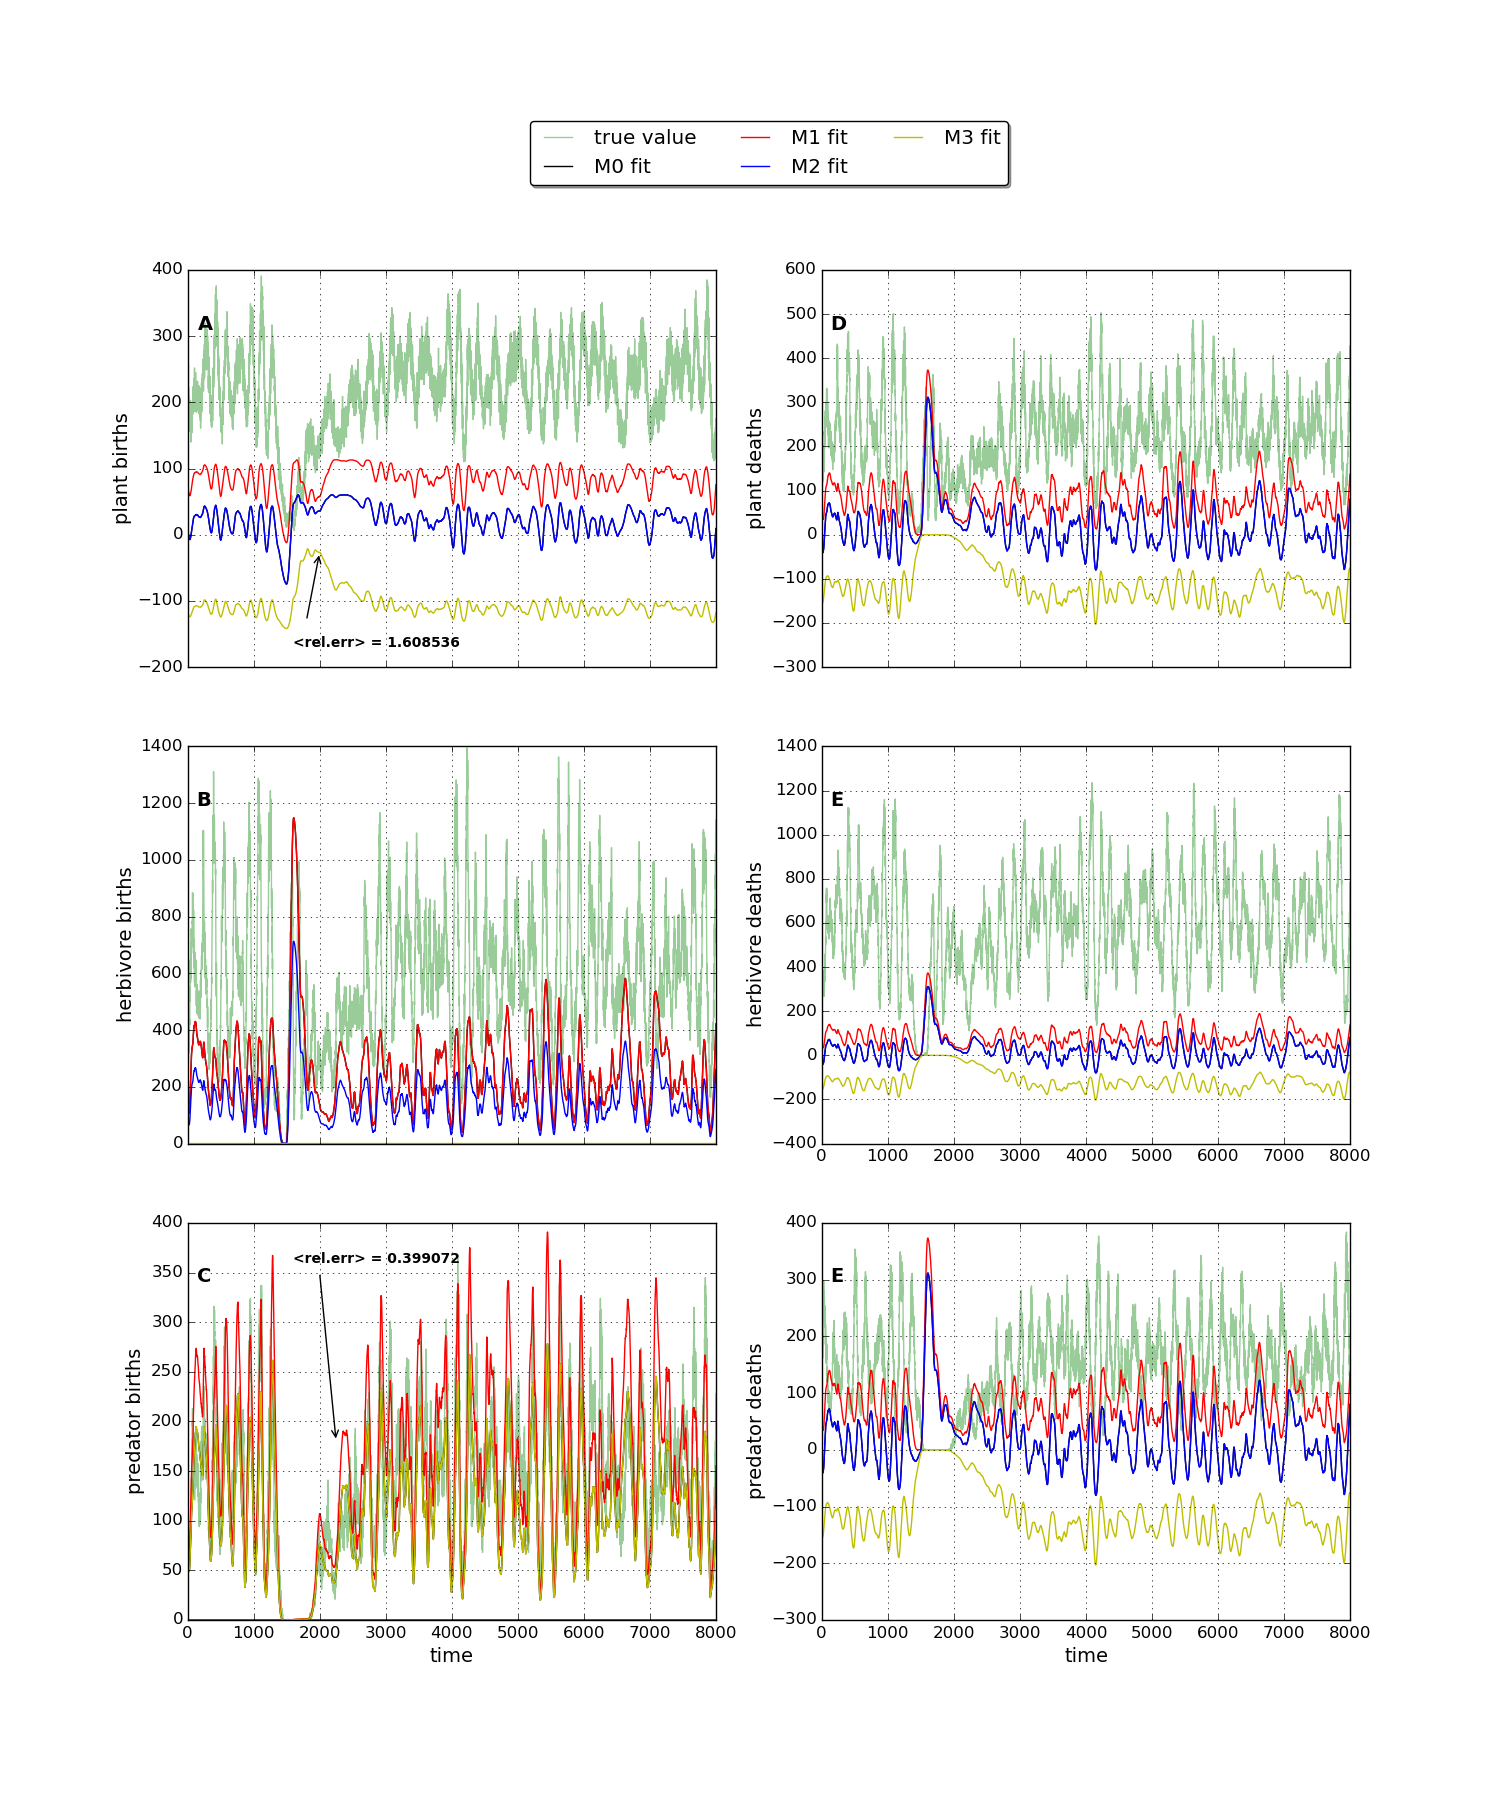 true value M1 fit M3 fit
M0 fit M2 fit
400
300
200
100
0
−100
−200
plant births
A
<rel.err> = 1.608536
600
500
400
300
200
100
0
−100
−200
−300
plant deaths
D
1400
1200
1000
800
600
400
200
0
herbivore births
B
1400
1200
1000
800
600
400
200
0
−200
−400
herbivore deaths
E
0 1000 2000 3000 4000 5000 6000 7000 8000
400
350
300
250
200
150
100
50
0
predator births
C
<rel.err> = 0.399072
0 1000 2000 3000 4000 5000 6000 7000 8000
time
400
300
200
100
0
−100
−200
−300
predator deaths
E
0 1000 2000 3000 4000 5000 6000 7000 8000
time